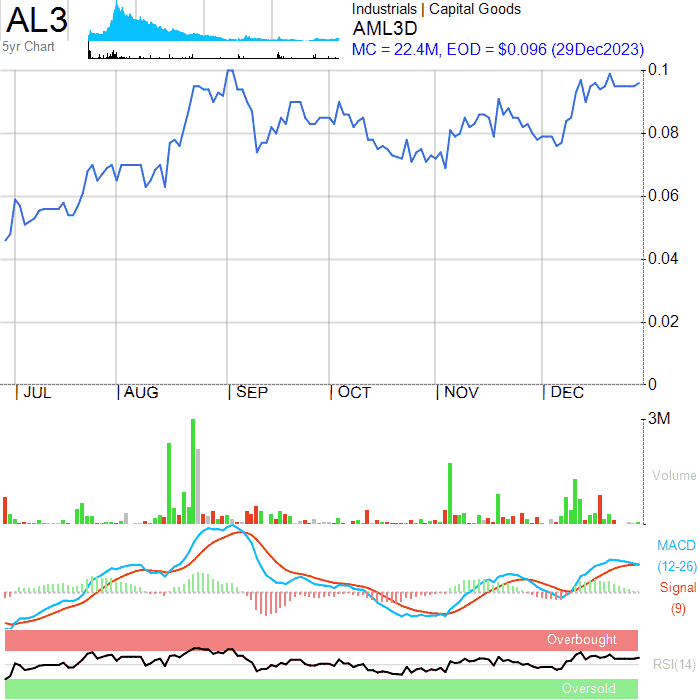 AL3
5yr Chart
Industrials | Capital Goods
AML3D
MC = 22.4M, EOD = $0.096 (29Dec2023)
0.1
0.08
0.06
0.04
0.02
0
JUL
AUG
SEP
OCT
NOV
DEC
3M
Volume
MACD
(12-26)
Signal
(9)
Overbought
RSI(14)
Oversold